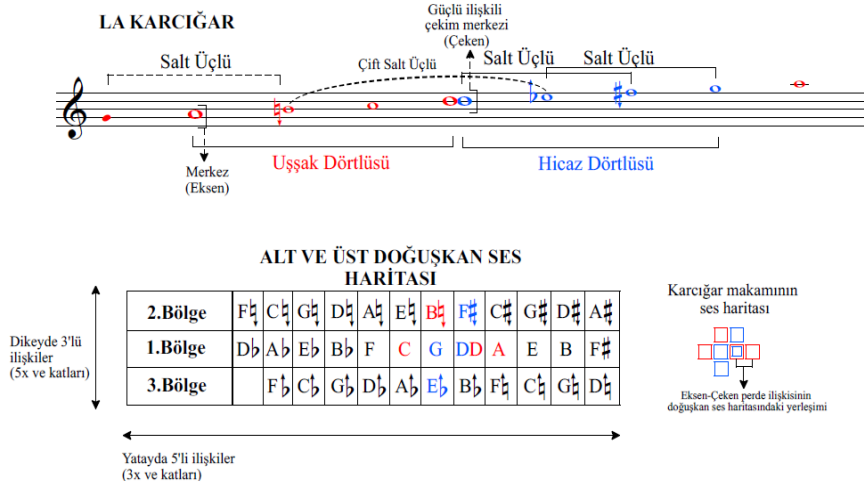 LA KARCIĞAR
Güçlü ilişkili
çekim merkezi
(Çeken)
Salt Üçlü
Çift Salt Üçlü
Salt Üçlü
Salt Üçlü
Merkez
(Eksen)
Uşşak Dörtlüsü
Hicaz Dörtlüsü
ALT VE ÜST DOĞUŞKAN SES
HARİTASI
Dikeyde 3'lü
ilişkiler
(5x ve katları)
2.Bölge F♮ C♮ G♮ D♮ A♮ E♮ B♮ F♯ C♯ G♯ D♯ A♯
1.Bölge D♭ A♭ E♭ B♭ F C G DD A E B F♯
3.Bölge F♭ C♭ G♭ D♭ A♭ E♭ B♭ F♮ C♮ G♮ D♮
Yatayda 5'li ilişkiler
(3x ve katları)
Karcığar makamının
ses haritası
Eksen-Çeken perde ilişkisinin
doğuşkan ses haritasındaki yerleşimi